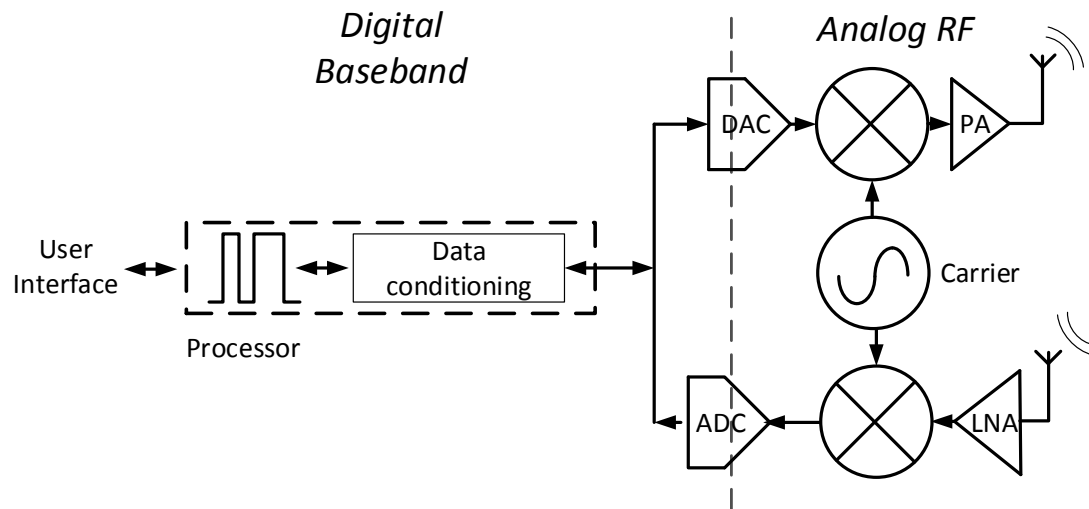 Digital
Baseband
Analog RF
DAC
PA
User
Interface
Data
conditioning
Carrier
Processor
ADC
LNA